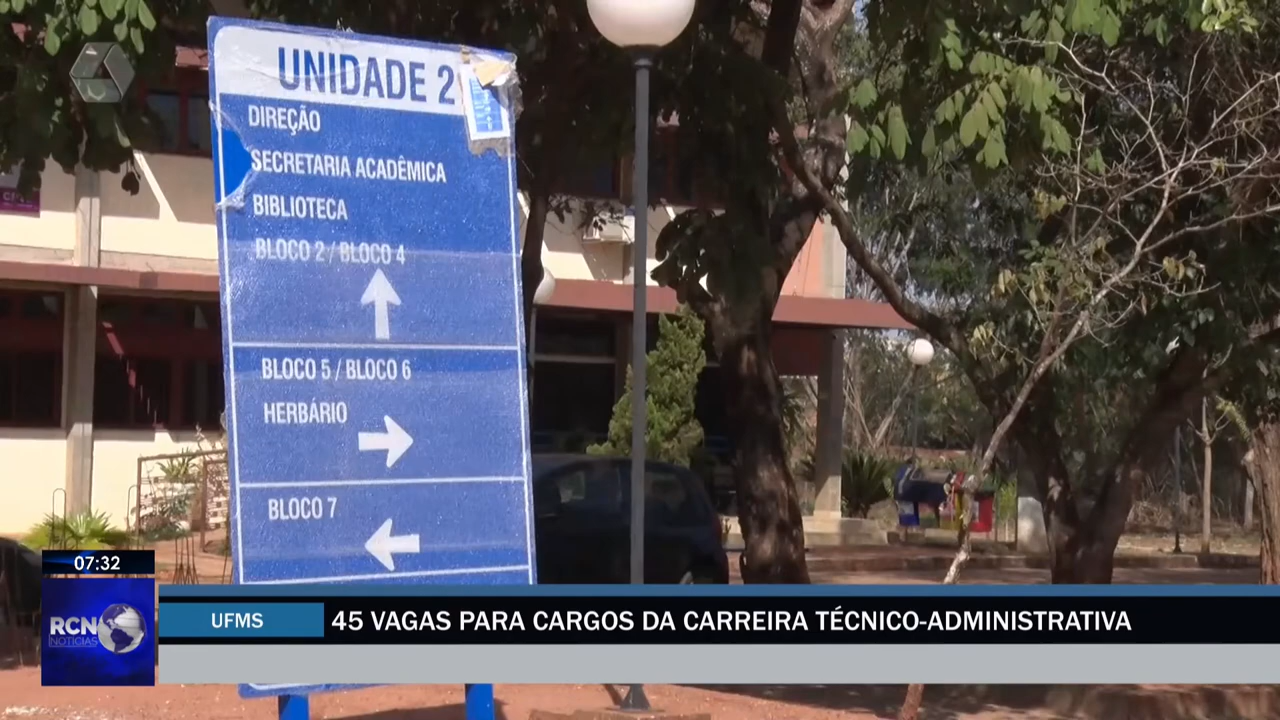 UNIDADE 2
DIREÇÃO
SECRETARIA ACADÊMICA
BIBLIOTECA
BLOCO 2 / BLOCO 4
BLOCO 5 / BLOCO 6
HERBÁRIO
BLOCO 7
07:32
RCN
NOTÍCIAS
UFMS
45 VAGAS PARA CARGOS DA CARREIRA TÉCNICO-ADMINISTRATIVA